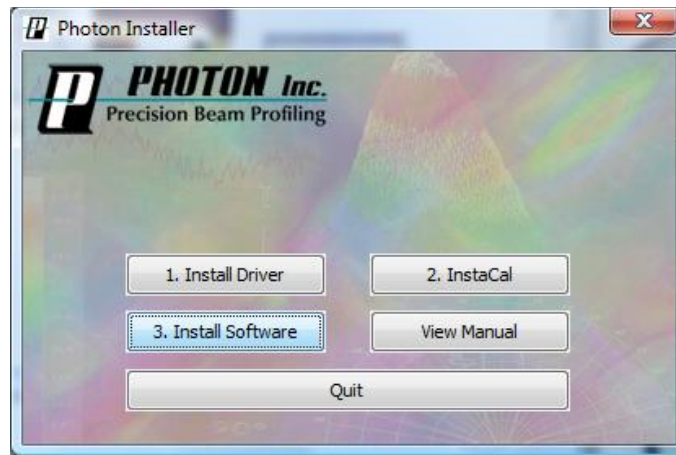 Photon Installer
PHOTON Inc.
Precision Beam Profiling
1. Install Driver
2. InstaCal
3. Install Software
View Manual
Quit